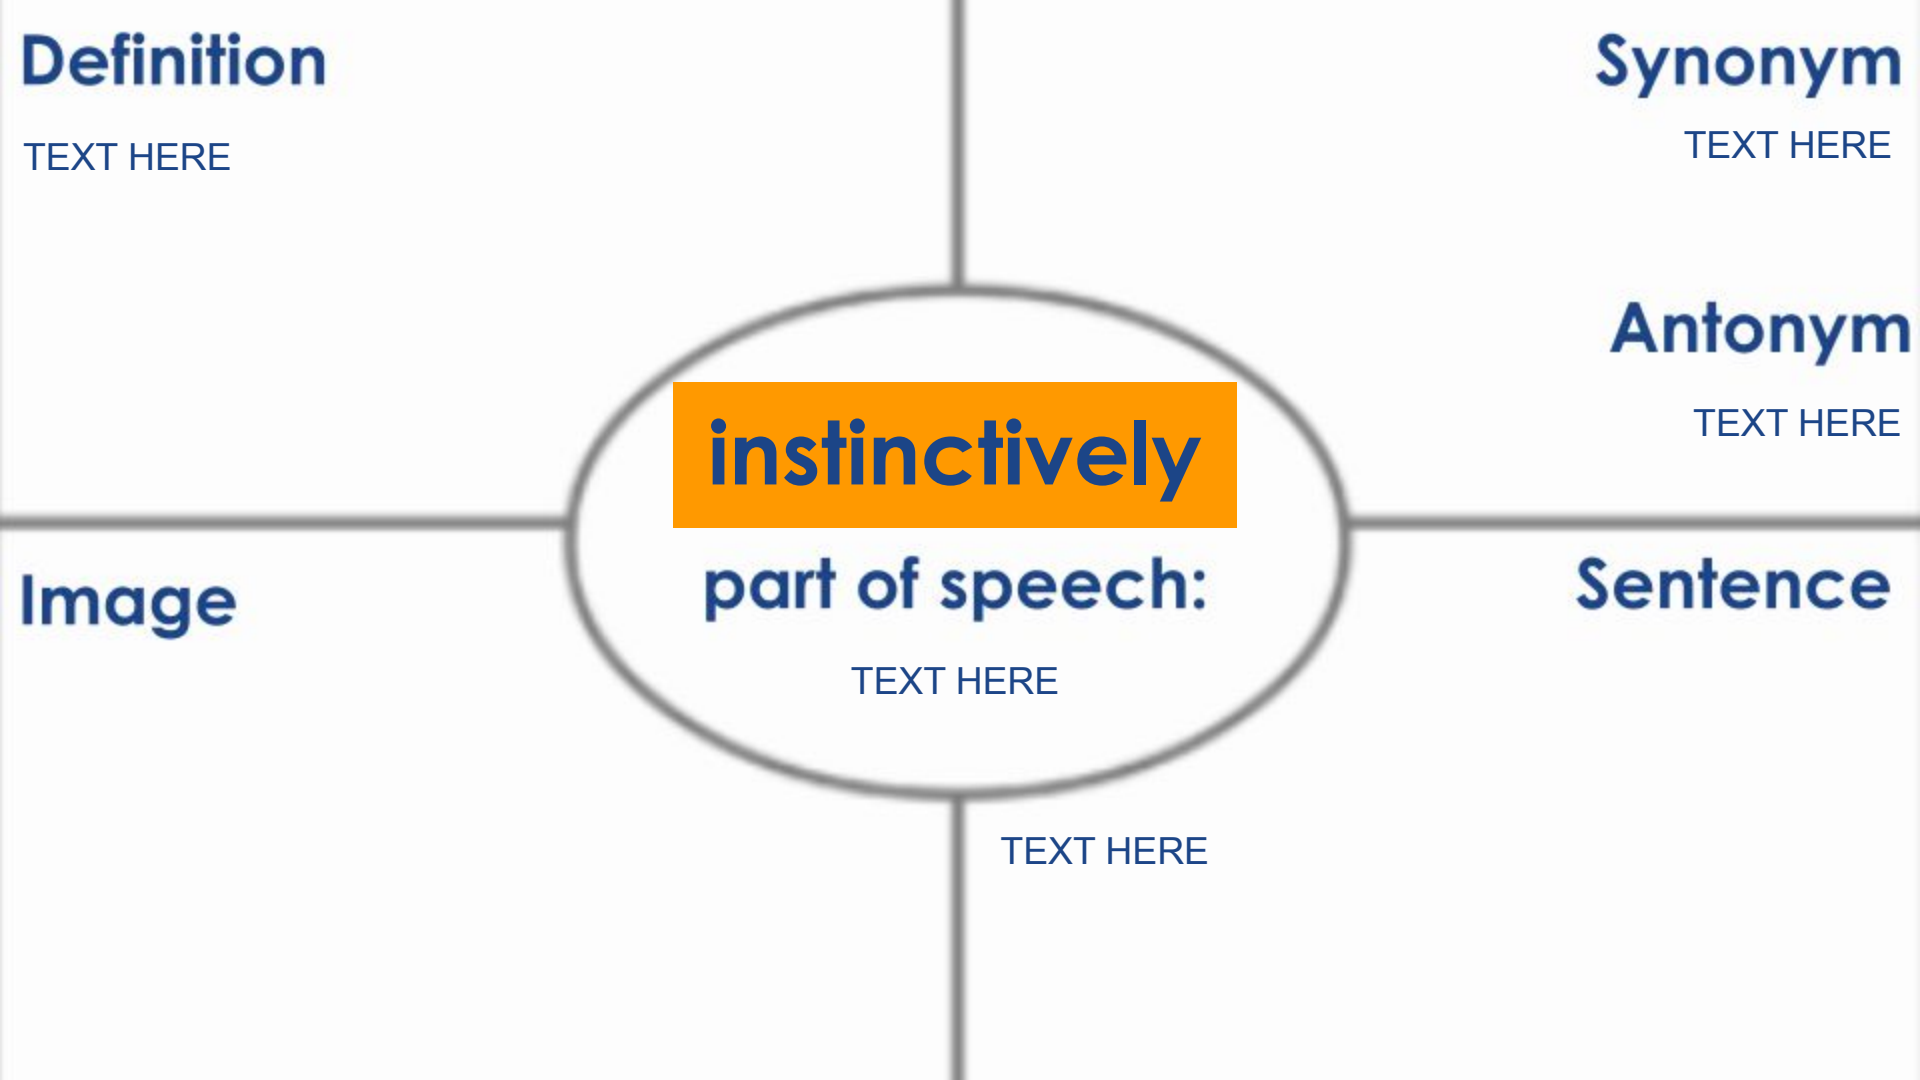 Definition
TEXT HERE
Synonym
TEXT HERE
Antonym
TEXT HERE
instinctively
part of speech:
TEXT HERE
Image
Sentence
TEXT HERE